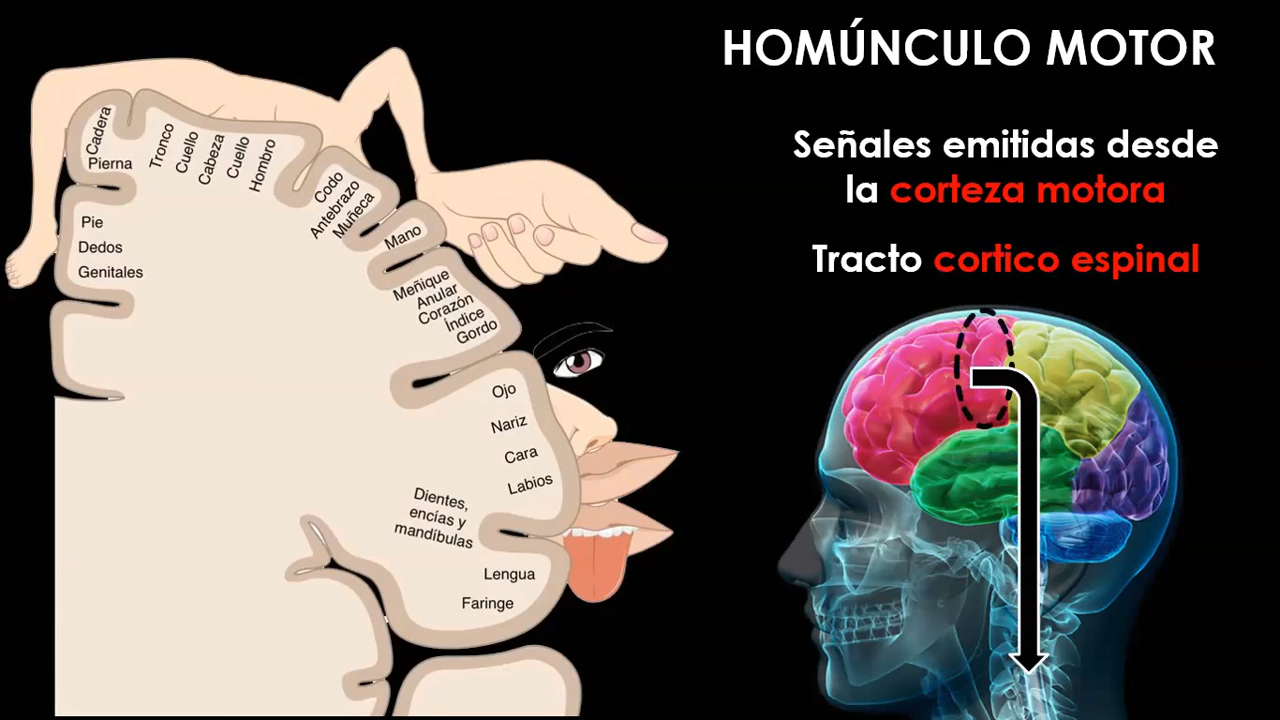 HOMÚNCULO MOTOR
Señales emitidas desde
la corteza motora
Tracto cortico espinal
Cadera
Pierna
Tronco
Cuello
Cabeza
Cuello
Hombro
Codo
Antebrazo
Muñeca
Mano
Meñique
Anular
Corazón
Índice
Gordo
Pie
Dedos
Genitales
Ojo
Nariz
Cara
Labios
Dientes,
encías y
mandíbulas
Lengua
Faringe